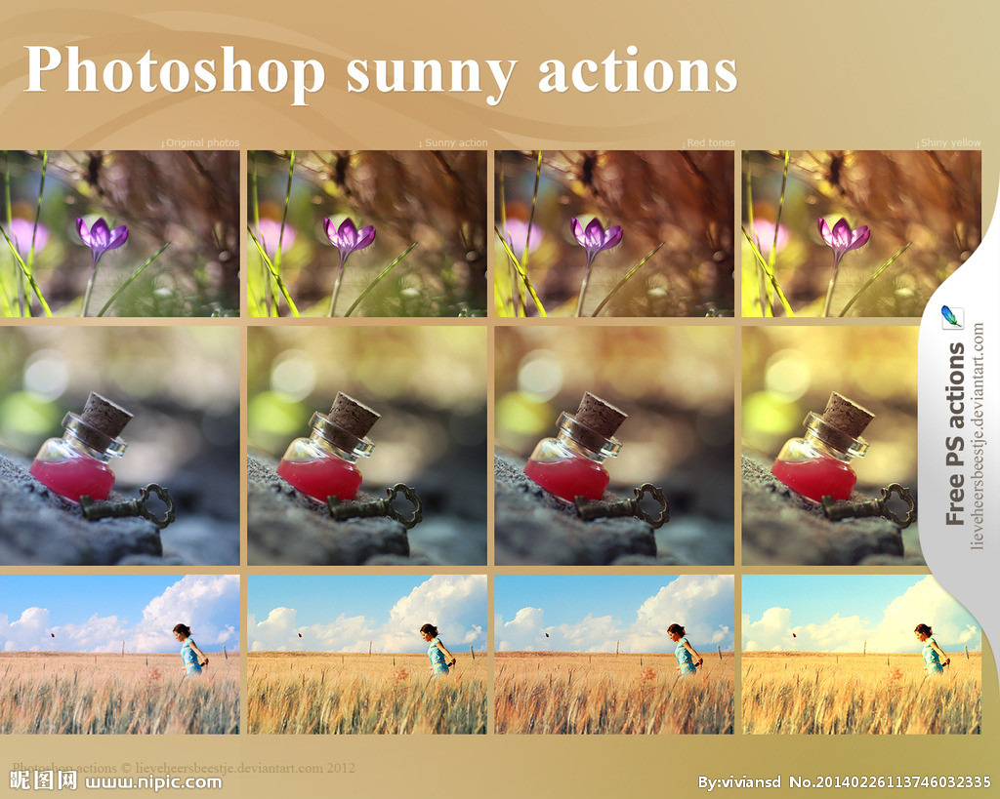 Photoshop sunny actions
↓Original photos
↓Sunny action
↓Red tones
↓Shiny yellow
Free PS actions
lieveheersbeestje.deviantart.com
Photoshop actions © lieveheersbeestje.deviantart.com 2012
昵图网 www.nipic.com
By:viviansd No.20140226113746032335